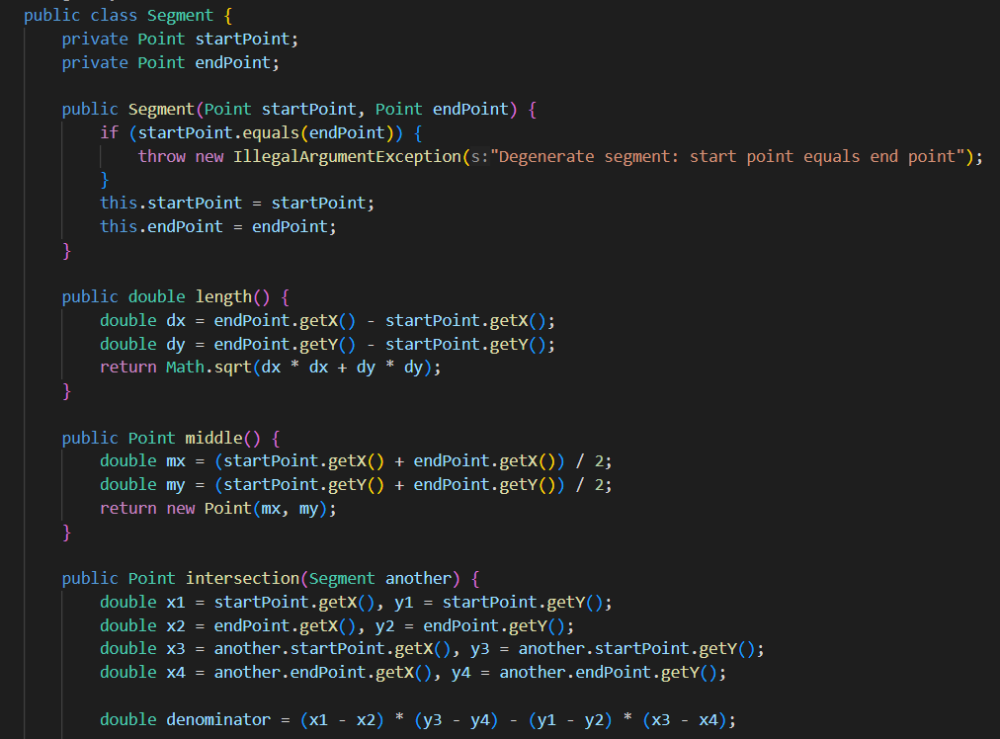 public class Segment {
    private Point startPoint;
    private Point endPoint;

    public Segment(Point startPoint, Point endPoint) {
        if (startPoint.equals(endPoint)) {
            throw new IllegalArgumentException(s:"Degenerate segment: start point equals end point");
        }
        this.startPoint = startPoint;
        this.endPoint = endPoint;
    }

    public double length() {
        double dx = endPoint.getX() - startPoint.getX();
        double dy = endPoint.getY() - startPoint.getY();
        return Math.sqrt(dx * dx + dy * dy);
    }

    public Point middle() {
        double mx = (startPoint.getX() + endPoint.getX()) / 2;
        double my = (startPoint.getY() + endPoint.getY()) / 2;
        return new Point(mx, my);
    }

    public Point intersection(Segment another) {
        double x1 = startPoint.getX(), y1 = startPoint.getY();
        double x2 = endPoint.getX(), y2 = endPoint.getY();
        double x3 = another.startPoint.getX(), y3 = another.startPoint.getY();
        double x4 = another.endPoint.getX(), y4 = another.endPoint.getY();

        double denominator = (x1 - x2) * (y3 - y4) - (y1 - y2) * (x3 - x4);